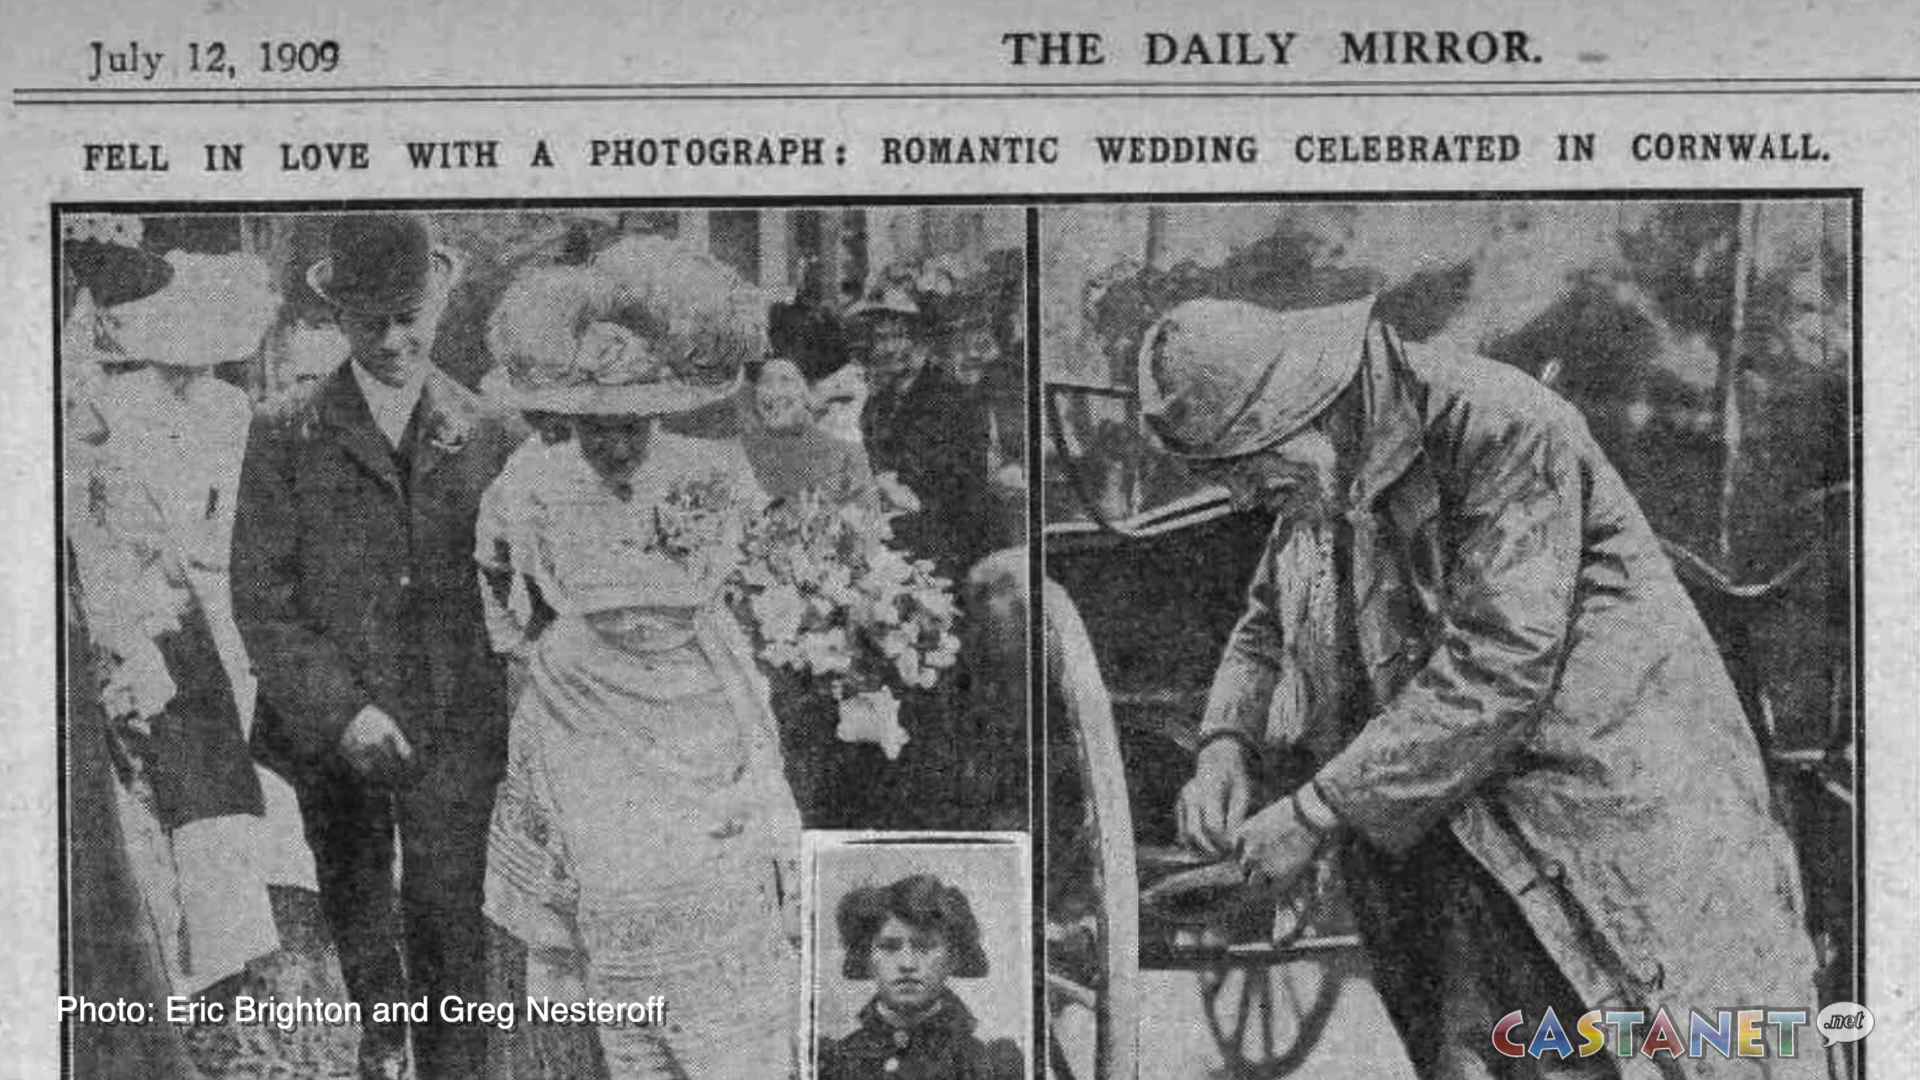 July 12, 1909
THE DAILY MIRROR.
FELL IN LOVE WITH A PHOTOGRAPH: ROMANTIC WEDDING CELEBRATED IN CORNWALL.
Photo: Eric Brighton and Greg Nesteroff
CASTANET .net